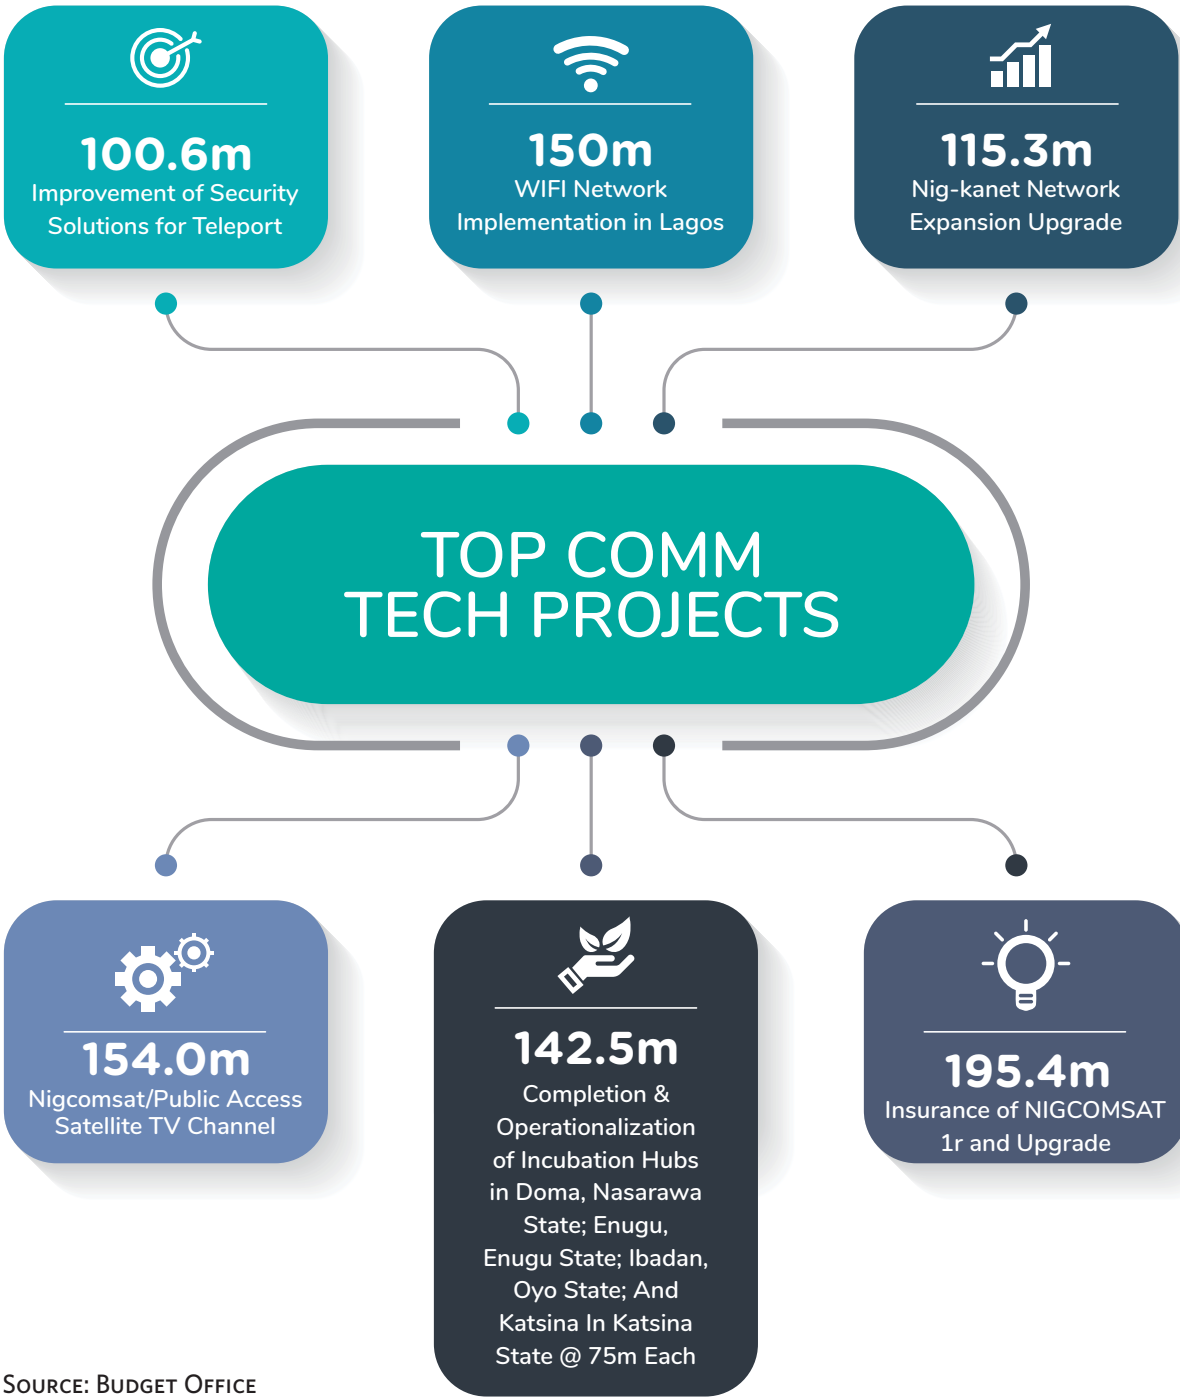 100.6m
Improvement of Security
Solutions for Teleport
150m
WIFI Network
Implementation in Lagos
115.3m
Nig-kanet Network
Expansion Upgrade
TOP COMM
TECH PROJECTS
154.0m
Nigcomsat/Public Access
Satellite TV Channel
142.5m
Completion &
Operationalization
of Incubation Hubs
in Doma, Nasarawa
State; Enugu,
Enugu State; Ibadan,
Oyo State; And
Katsina In Katsina
State @ 75m Each
195.4m
Insurance of NIGCOMSAT
1r and Upgrade
SOURCE: BUDGET OFFICE